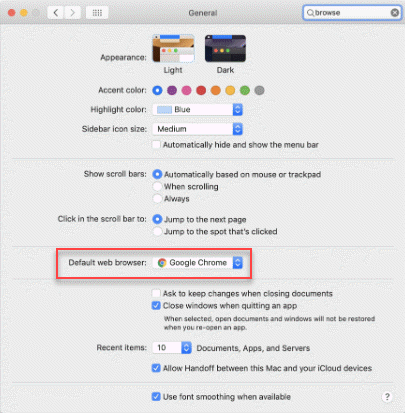 General
browse
Appearance:
Light
Dark
Accent color:
Highlight color:
Blue
Sidebar icon size:
Medium
Automatically hide and show the menu bar
Show scroll bars:
Automatically based on mouse or trackpad
When scrolling
Always
Click in the scroll bar to:
Jump to the next page
Jump to the spot that's clicked
Default web browser:
Google Chrome
Ask to keep changes when closing documents
Close windows when quitting an app
When selected, open documents and windows will not be restored
when you re-open an app.
Recent items:
10
Documents, Apps, and Servers
Allow Handoff between this Mac and your iCloud devices
Use font smoothing when available
?